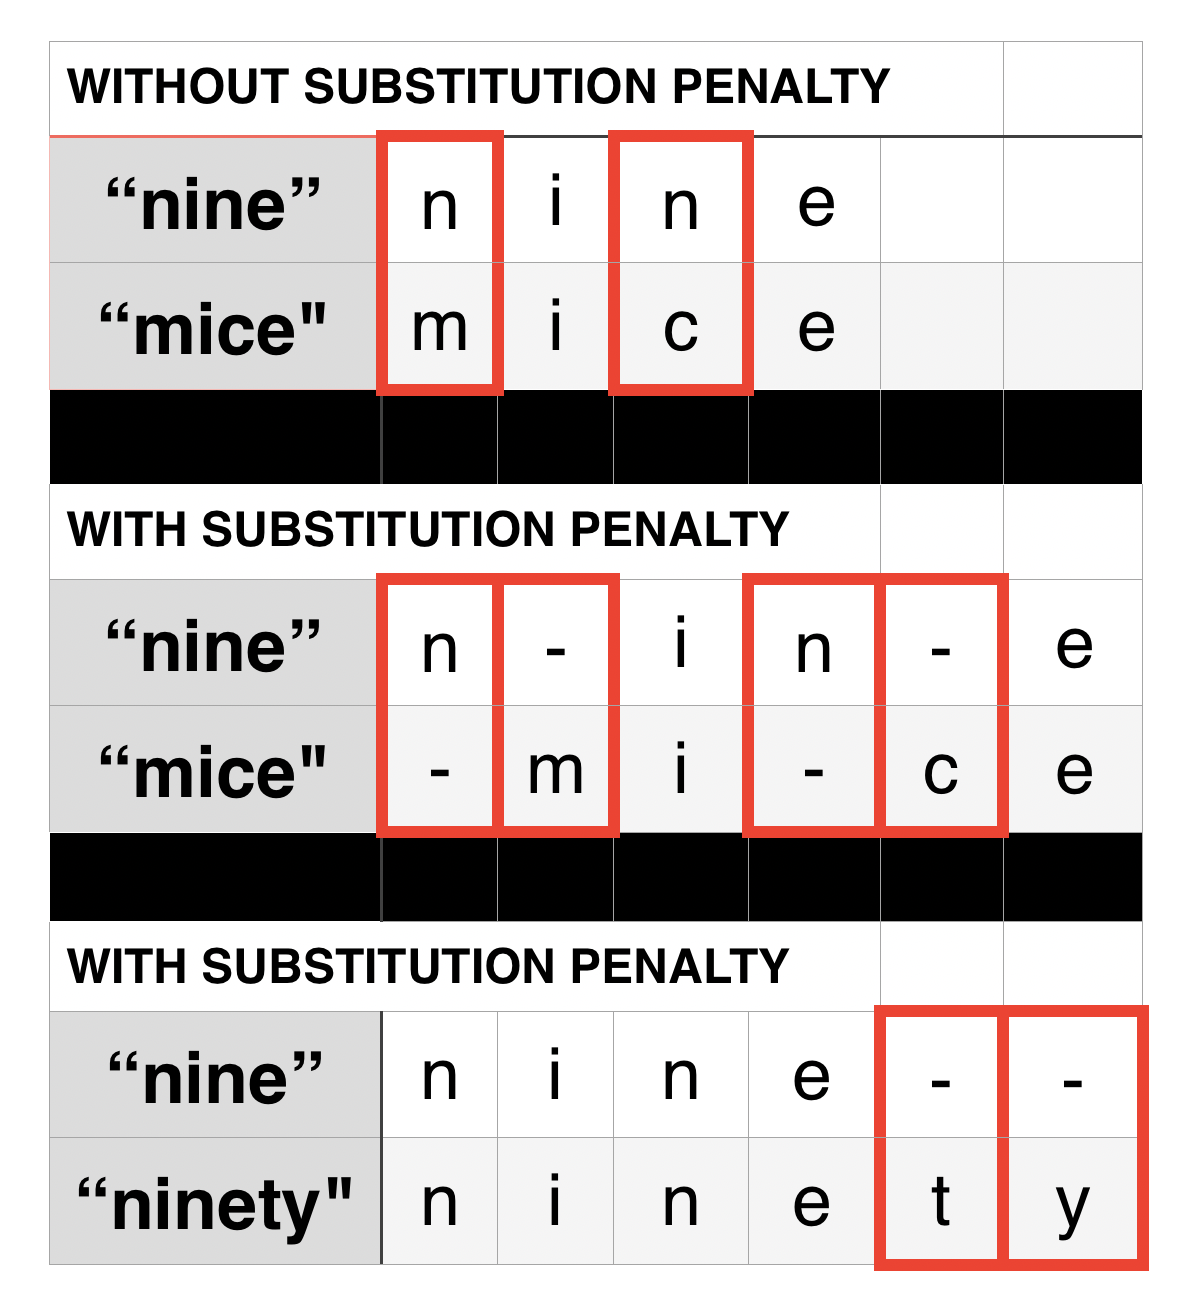 WITHOUT SUBSTITUTION PENALTY
“nine” n i n e
“mice" m i c e
WITH SUBSTITUTION PENALTY
“nine” n - i n - e
“mice" - m i - c e
WITH SUBSTITUTION PENALTY
“nine” n i n e - -
“ninety" n i n e t y